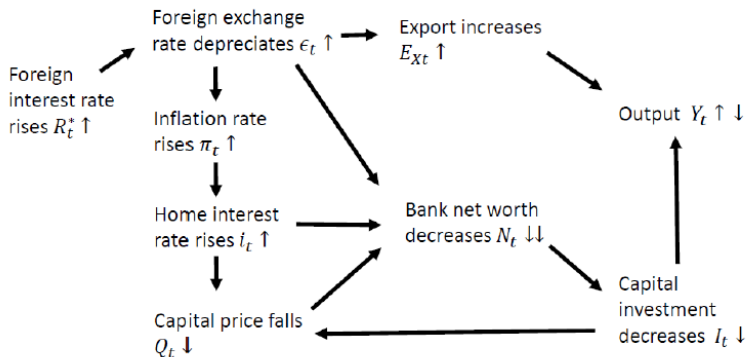 Foreign exchange
rate depreciates ϵₜ ↑
Export increases
E_Xt ↑
Foreign
interest rate
rises R*ₜ ↑
Output Yₜ ↑ ↓
Inflation rate
rises πₜ ↑
Home interest
rate rises iₜ ↑
Bank net worth
decreases Nₜ ↓↓
Capital price falls
Qₜ ↓
Capital
investment
decreases Iₜ ↓